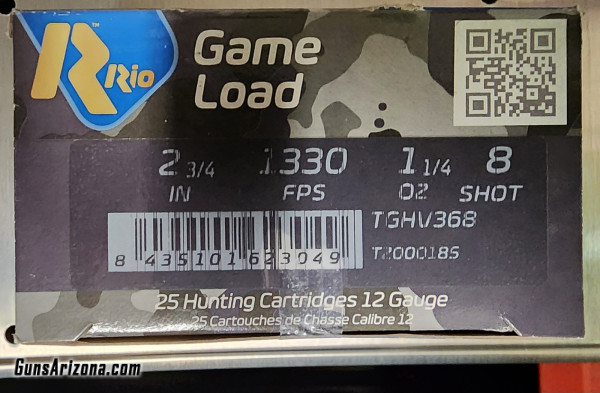 Rio
Game
Load
2 3/4 1330 1 1/4 8
IN FPS OZ SHOT
TGHV368
TZ000185
8 435101 623049
25 Hunting Cartridges 12 Gauge
25 Cartouches de Chasse Calibre 12
GunsArizona.com